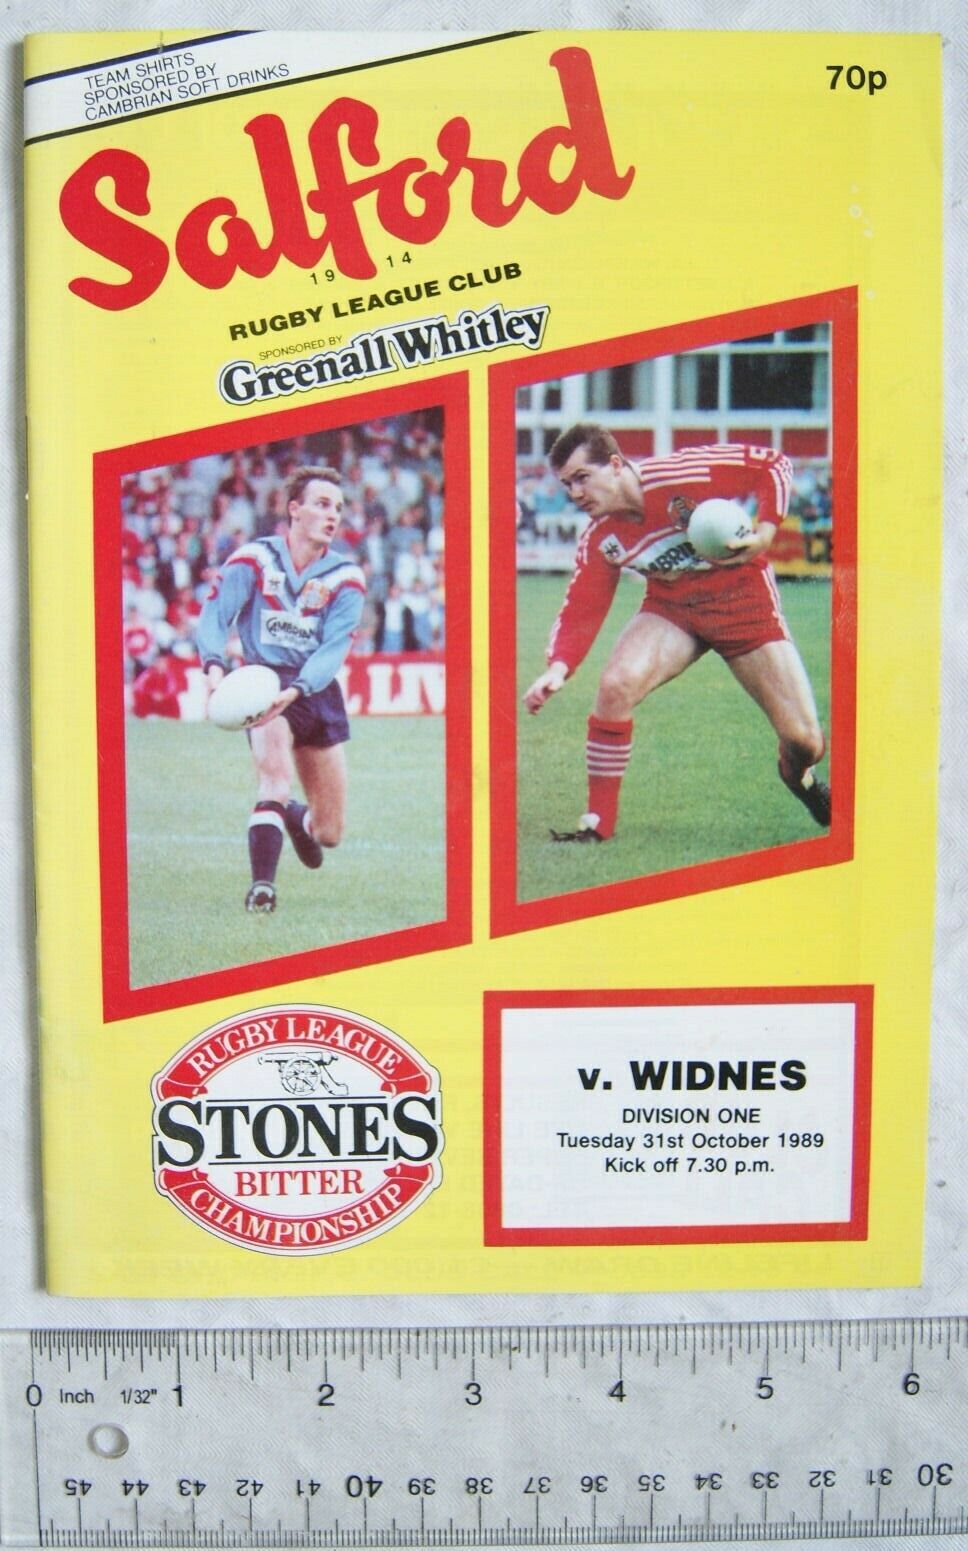 TEAM SHIRTS
SPONSORED BY
CAMBRIAN SOFT DRINKS
70p
Salford
19 14
RUGBY LEAGUE CLUB
SPONSORED BY
Greenall Whitley
CAMBRIAN
LIV
MBRI
v. WIDNES
DIVISION ONE
Tuesday 31st October 1989
Kick off 7.30 p.m.
RUGBY LEAGUE
STONES
BITTER
CHAMPIONSHIP
0 Inch 1/32" 1 2 3 4 5 6
45 44 43 42 41 40 39 38 37 36 35 34 33 32 31 30